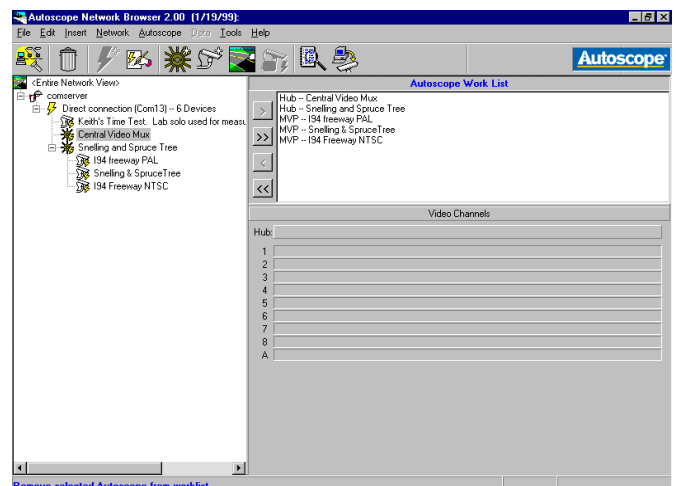 Autoscope Network Browser 2.00 (1/19/99):
File Edit Insert Network Autoscope Data Tools Help
Autoscope
<Entire Network View>
comserver
Direct connection (Com13) -- 6 Devices
Keith's Time Test. Lab solo used for measu
Central Video Mux
Snelling and Spruce Tree
I94 freeway PAL
Snelling & SpruceTree
I94 Freeway NTSC
Autoscope Work List
Hub -- Central Video Mux
Hub -- Snelling and Spruce Tree
MVP -- I94 freeway PAL
MVP -- Snelling & SpruceTree
MVP -- I94 Freeway NTSC
>
>>
<
<<
Video Channels
Hub:
1
2
3
4
5
6
7
8
A
Remove selected Autoscope from worklist